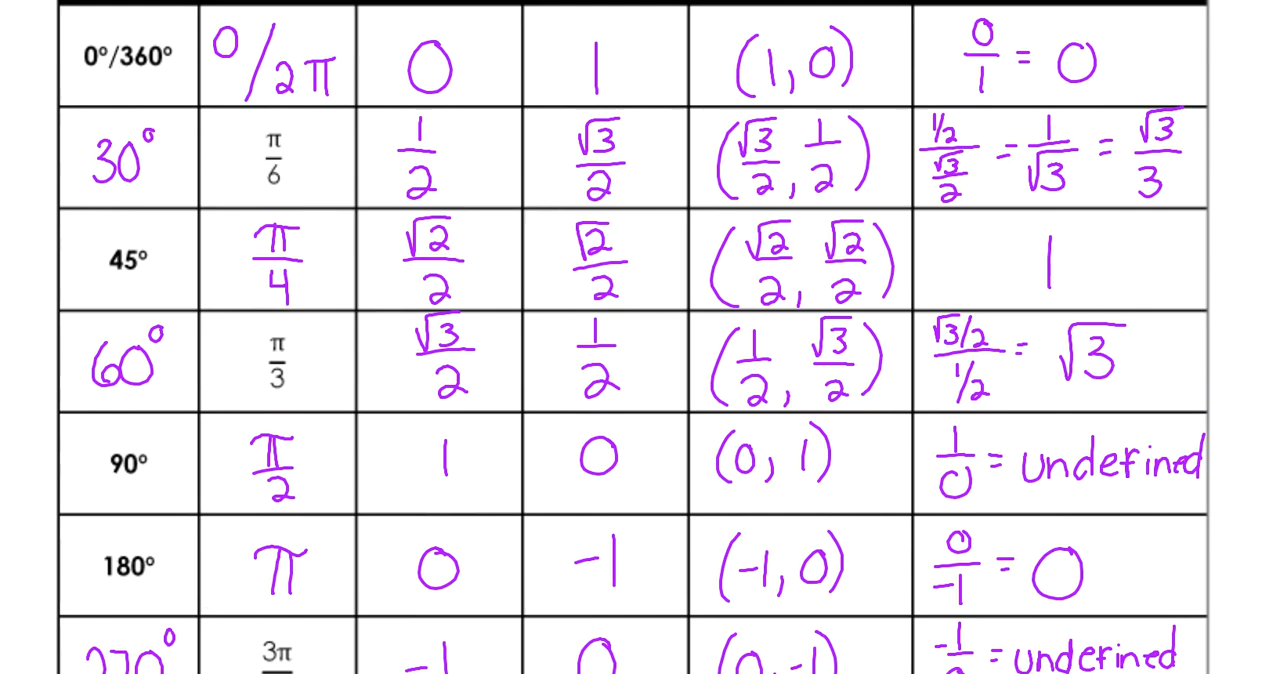 0°/360° 0/2π 0 1 (1, 0) 0/1 = 0
30° π/6 1/2 √3/2 (√3/2, 1/2) 1/2/√3/2 = 1/√3 = √3/3
45° π/4 √2/2 √2/2 (√2/2, √2/2) 1
60° π/3 √3/2 1/2 (1/2, √3/2) √3/2/1/2 = √3
90° π/2 1 0 (0, 1) 1/0 = undefined
180° π 0 -1 (-1, 0) 0/-1 = 0
270° 3π -1 0 (0, -1) -1/0 = undefined